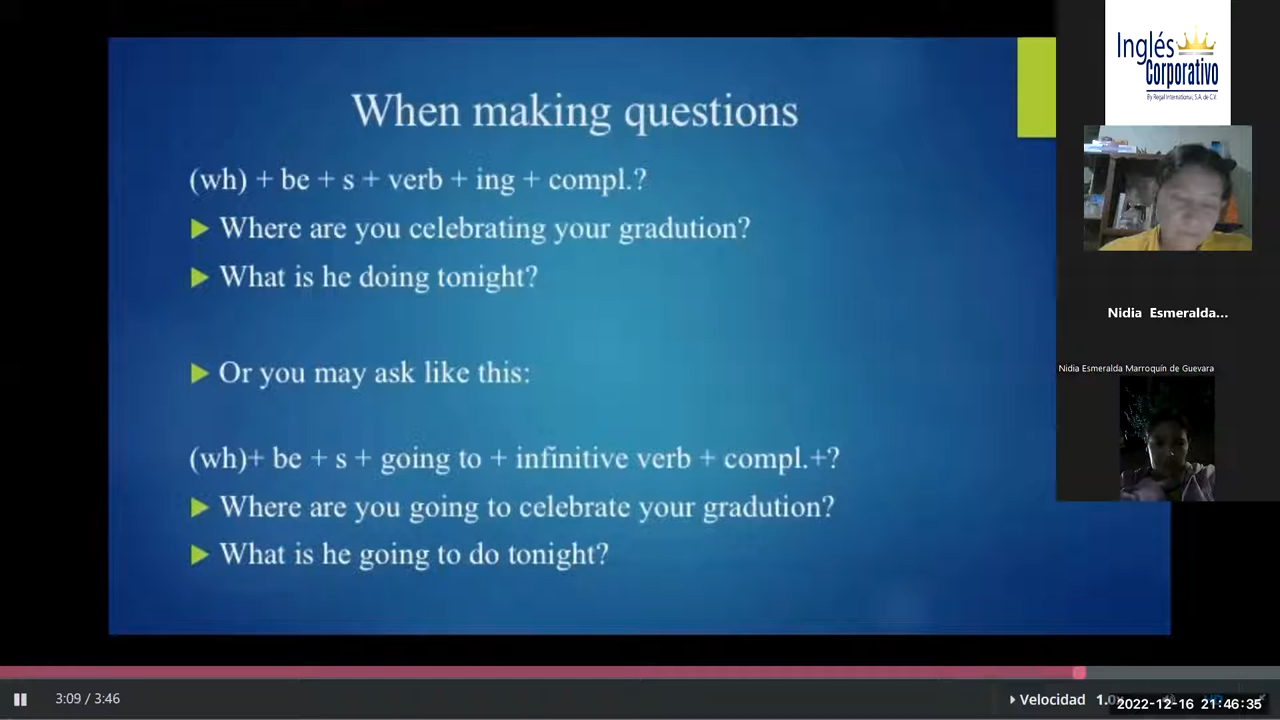 When making questions
(wh) + be + s + verb + ing + compl.?
Where are you celebrating your gradution?
What is he doing tonight?
Or you may ask like this:
(wh)+ be + s + going to + infinitive verb + compl.+?
Where are you going to celebrate your gradution?
What is he going to do tonight?
Inglés
Corporativo
By Regal International, S.A. de C.V.
Nidia Esmeralda...
Nidia Esmeralda Marroquín de Guevara
3:09 / 3:46
Velocidad 1.0x
2022-12-16 21:46:35